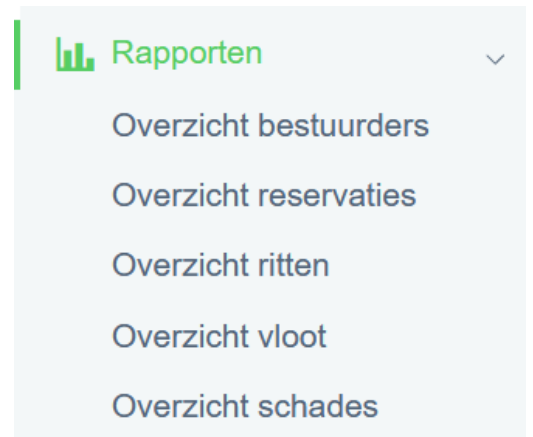 Rapporten
Overzicht bestuurders
Overzicht reservaties
Overzicht ritten
Overzicht vloot
Overzicht schades